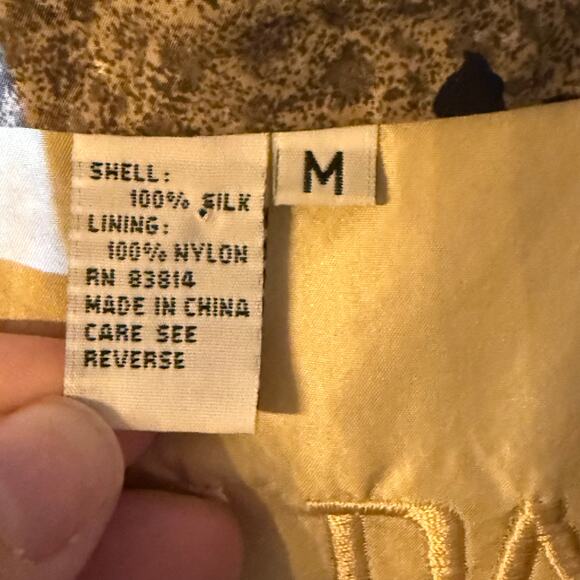 SHELL:
100% SILK
LINING:
100% NYLON
RN 83814
MADE IN CHINA
CARE SEE
REVERSE
M